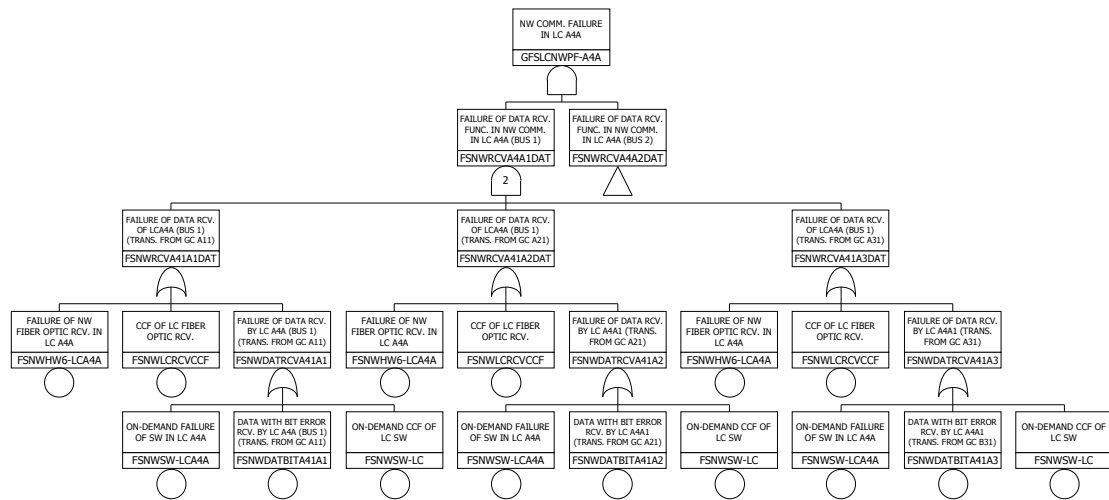 NW COMM. FAILURE
IN LC A4A
GFSLCNWPF-A4A
FAILURE OF DATA RCV.
FUNC. IN NW COMM.
IN LC A4A (BUS 1)
FSNWRCVA4A1DAT
FAILURE OF DATA RCV.
FUNC. IN NW COMM.
IN LC A4A (BUS 2)
FSNWRCVA4A2DAT
2
FAILURE OF DATA RCV.
OF LCA4A (BUS 1)
(TRANS. FROM GC A11)
FSNWRCVA41A1DAT
FAILURE OF DATA RCV.
OF LCA4A (BUS 1)
(TRANS. FROM GC A21)
FSNWRCVA41A2DAT
FAILURE OF DATA RCV.
OF LCA4A (BUS 1)
(TRANS. FROM GC A31)
FSNWRCVA41A3DAT
FAILURE OF NW
FIBER OPTIC RCV. IN
LC A4A
FSNWHW6-LCA4A
CCF OF LC FIBER
OPTIC RCV.
FSNWLCRCVCCF
FAILURE OF DATA RCV.
BY LC A4A (BUS 1)
(TRANS. FROM GC A11)
FSNWDATRCVA41A1
FAILURE OF NW
FIBER OPTIC RCV. IN
LC A4A
FSNWHW6-LCA4A
CCF OF LC FIBER
OPTIC RCV.
FSNWLCRCVCCF
FAILURE OF DATA RCV.
BY LC A4A1 (TRANS.
FROM GC A21)
FSNWDATRCVA41A2
FAILURE OF NW
FIBER OPTIC RCV. IN
LC A4A
FSNWHW6-LCA4A
CCF OF LC FIBER
OPTIC RCV.
FSNWLCRCVCCF
FAILULRE OF DATA RCV.
BY LC A4A1 (TRANS.
FROM GC A31)
FSNWDATRCVA41A3
ON-DEMAND FAILURE
OF SW IN LC A4A
FSNWSW-LCA4A
DATA WITH BIT ERROR
RCV. BY LC A4A (BUS 1)
(TRANS. FROM GC A11)
FSNWDATBITA41A1
ON-DEMAND CCF OF
LC SW
FSNWSW-LC
ON-DEMAND FAILURE
OF SW IN LC A4A
FSNWSW-LCA4A
DATA WITH BIT ERROR
RCV. BY LC A4A1
(TRANS. FROM GC A21)
FSNWDATBITA41A2
ON-DEMAND CCF OF
LC SW
FSNWSW-LC
ON-DEMAND FAILURE
OF SW IN LC A4A
FSNWSW-LCA4A
DATA WITH BIT ERROR
RCV. BY LC A4A1
(TRANS. FROM GC B31)
FSNWDATBITA41A3
ON-DEMAND CCF OF
LC SW
FSNWSW-LC